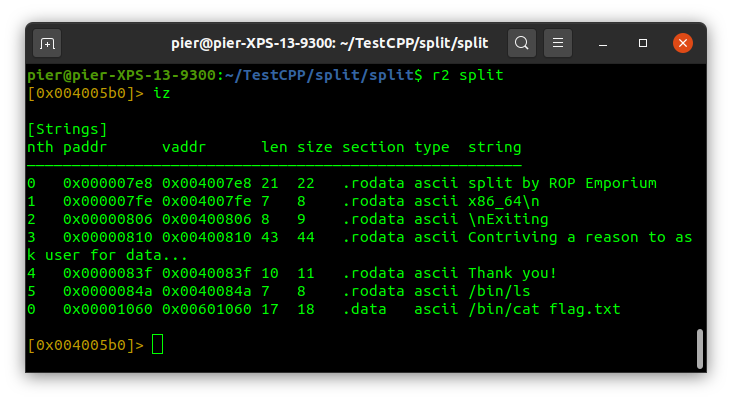 pier@pier-XPS-13-9300: ~/TestCPP/split/split
pier@pier-XPS-13-9300:~/TestCPP/split/split$ r2 split
[0x004005b0]> iz
[Strings]
nth paddr      vaddr      len size section type  string
0   0x000007e8 0x004007e8 21  22   .rodata ascii split by ROP Emporium
1   0x000007fe 0x004007fe 7   8    .rodata ascii x86_64\n
2   0x00000806 0x00400806 8   9    .rodata ascii \nExiting
3   0x00000810 0x00400810 43  44   .rodata ascii Contriving a reason to as
k user for data...
4   0x0000083f 0x0040083f 10  11   .rodata ascii Thank you!
5   0x0000084a 0x0040084a 7   8    .rodata ascii /bin/ls
0   0x00001060 0x00601060 17  18   .data   ascii /bin/cat flag.txt
[0x004005b0]>